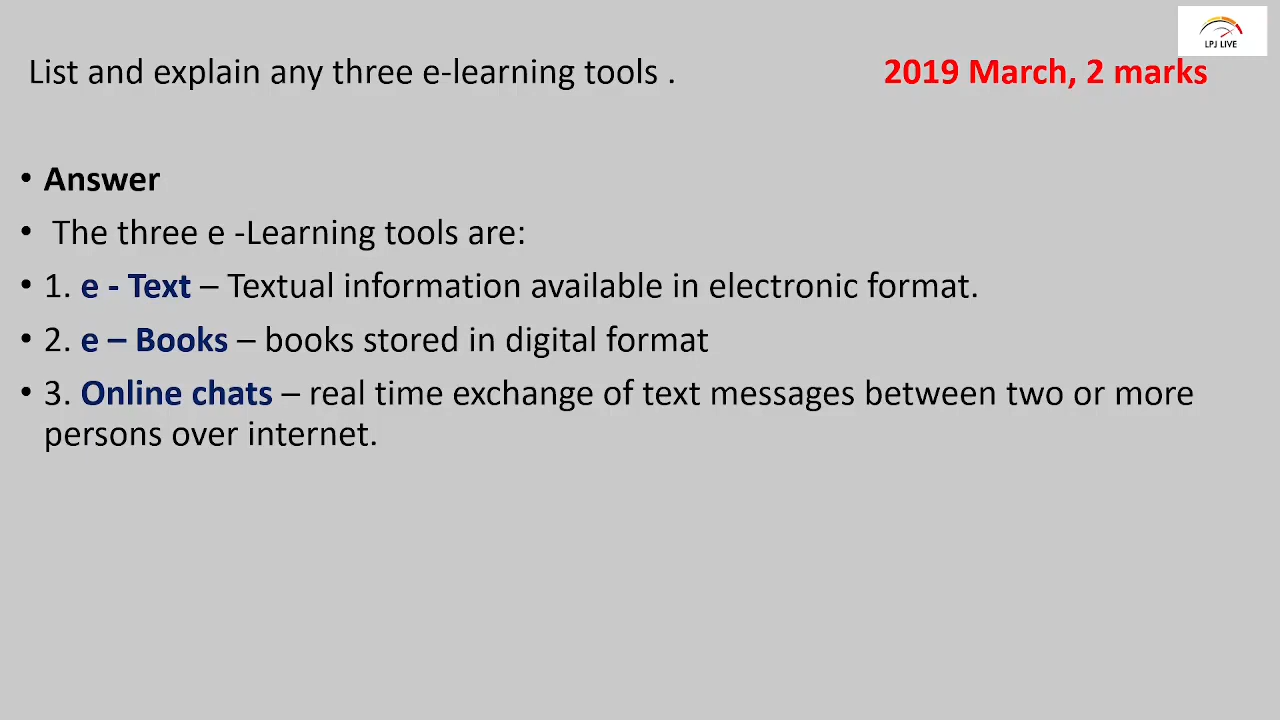 LPJ LIVE
List and explain any three e-learning tools . 2019 March, 2 marks
• Answer
• The three e -Learning tools are:
• 1. e - Text – Textual information available in electronic format.
• 2. e – Books – books stored in digital format
• 3. Online chats – real time exchange of text messages between two or more
persons over internet.